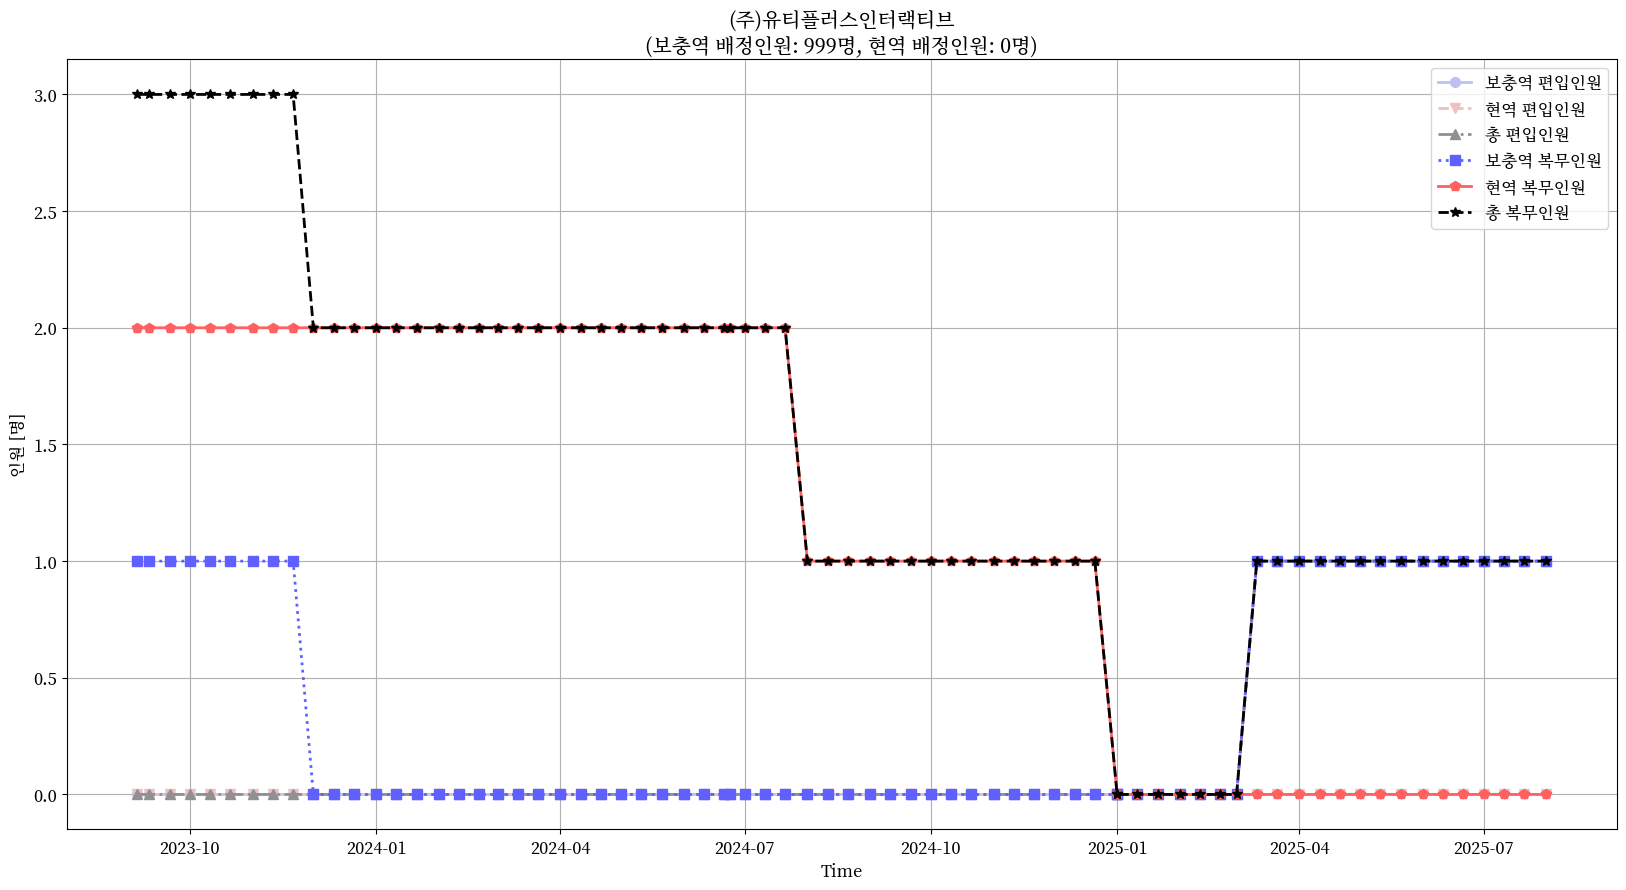 (주)유티플러스인터랙티브
(보충역 배정인원: 999명, 현역 배정인원: 0명)
보충역 편입인원
현역 편입인원
총 편입인원
보충역 복무인원
현역 복무인원
총 복무인원
3.0
2.5
2.0
1.5
1.0
0.5
0.0
인원 [명]
2023-10 2024-01 2024-04 2024-07 2024-10 2025-01 2025-04 2025-07
Time